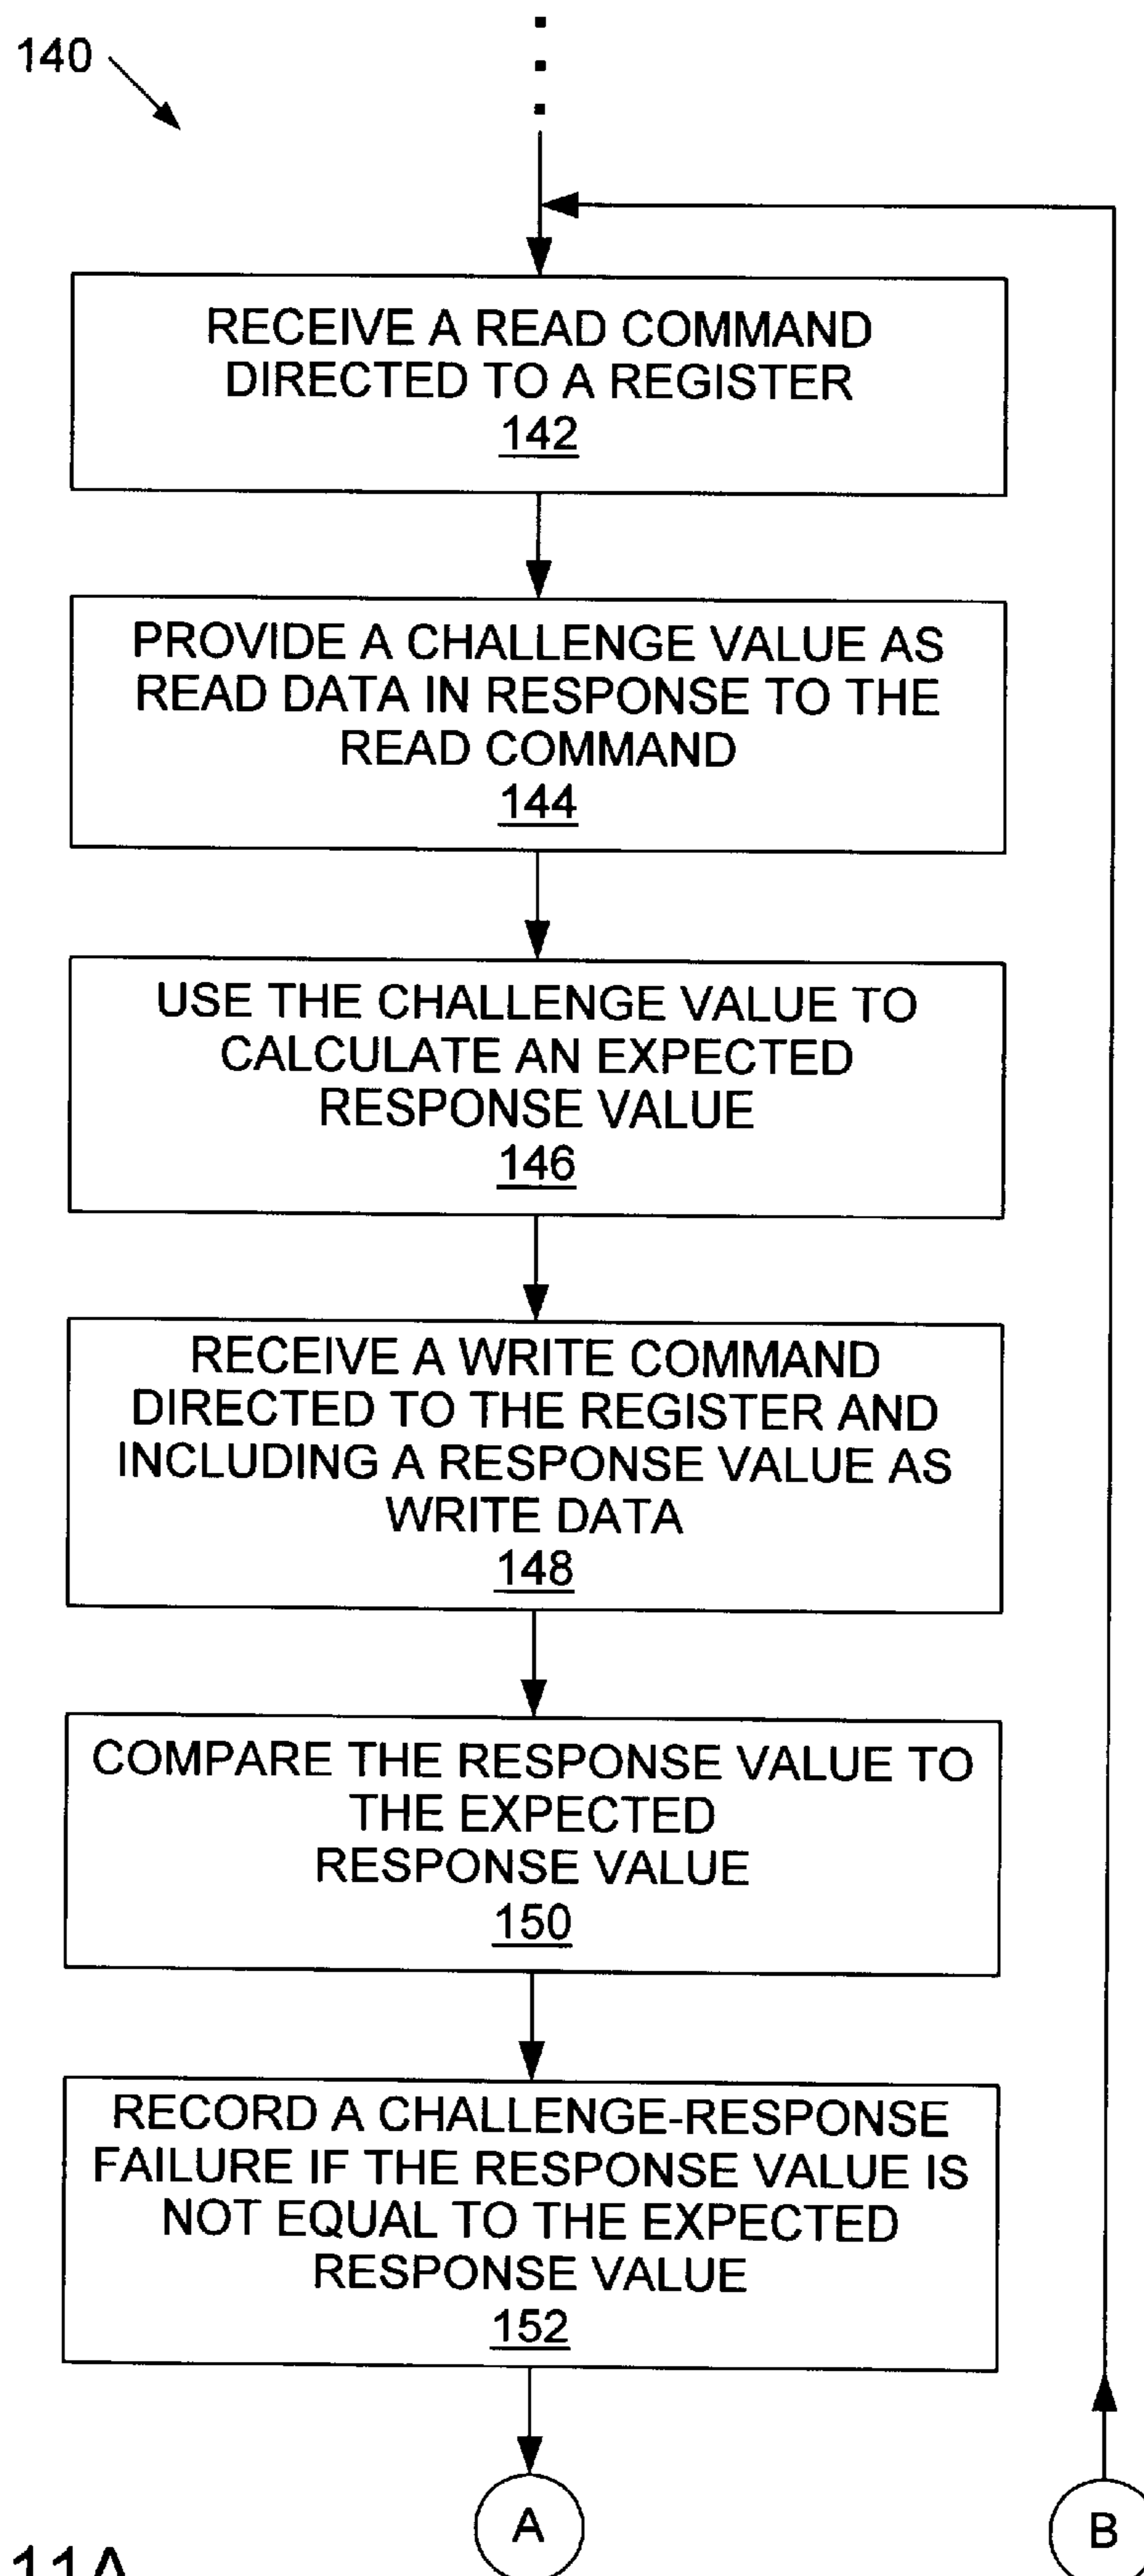 140
RECEIVE A READ COMMAND
DIRECTED TO A REGISTER
142
PROVIDE A CHALLENGE VALUE AS
READ DATA IN RESPONSE TO THE
READ COMMAND
144
USE THE CHALLENGE VALUE TO
CALCULATE AN EXPECTED
RESPONSE VALUE
146
RECEIVE A WRITE COMMAND
DIRECTED TO THE REGISTER AND
INCLUDING A RESPONSE VALUE AS
WRITE DATA
148
COMPARE THE RESPONSE VALUE TO
THE EXPECTED
RESPONSE VALUE
150
RECORD A CHALLENGE-RESPONSE
FAILURE IF THE RESPONSE VALUE IS
NOT EQUAL TO THE EXPECTED
RESPONSE VALUE
152
A
B
11A